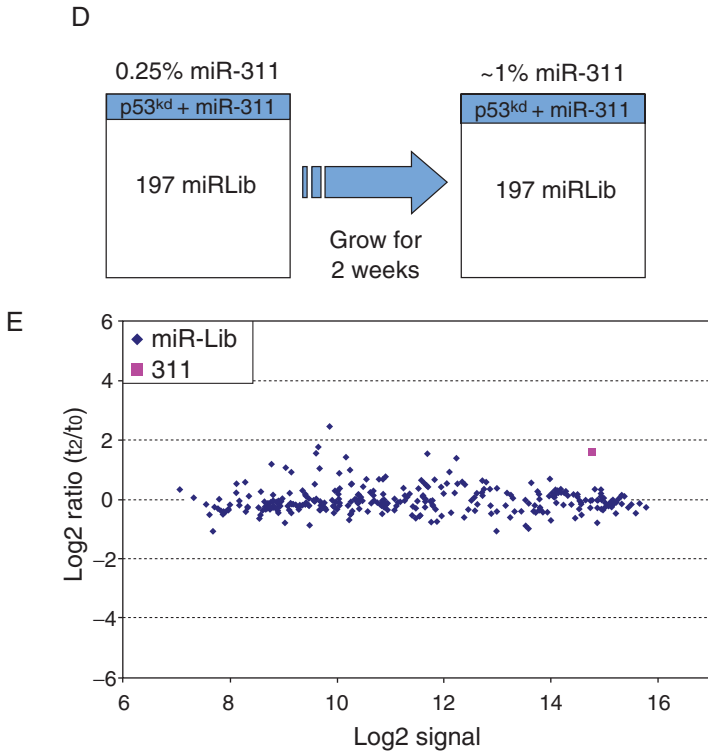 D
0.25% miR-311
~1% miR-311
p53kd + miR-311
p53kd + miR-311
197 miRLib
197 miRLib
Grow for
2 weeks
E
6
4
2
0
−2
−4
−6
Log2 ratio (t2/t0)
miR-Lib
311
6
8
10
12
14
16
Log2 signal